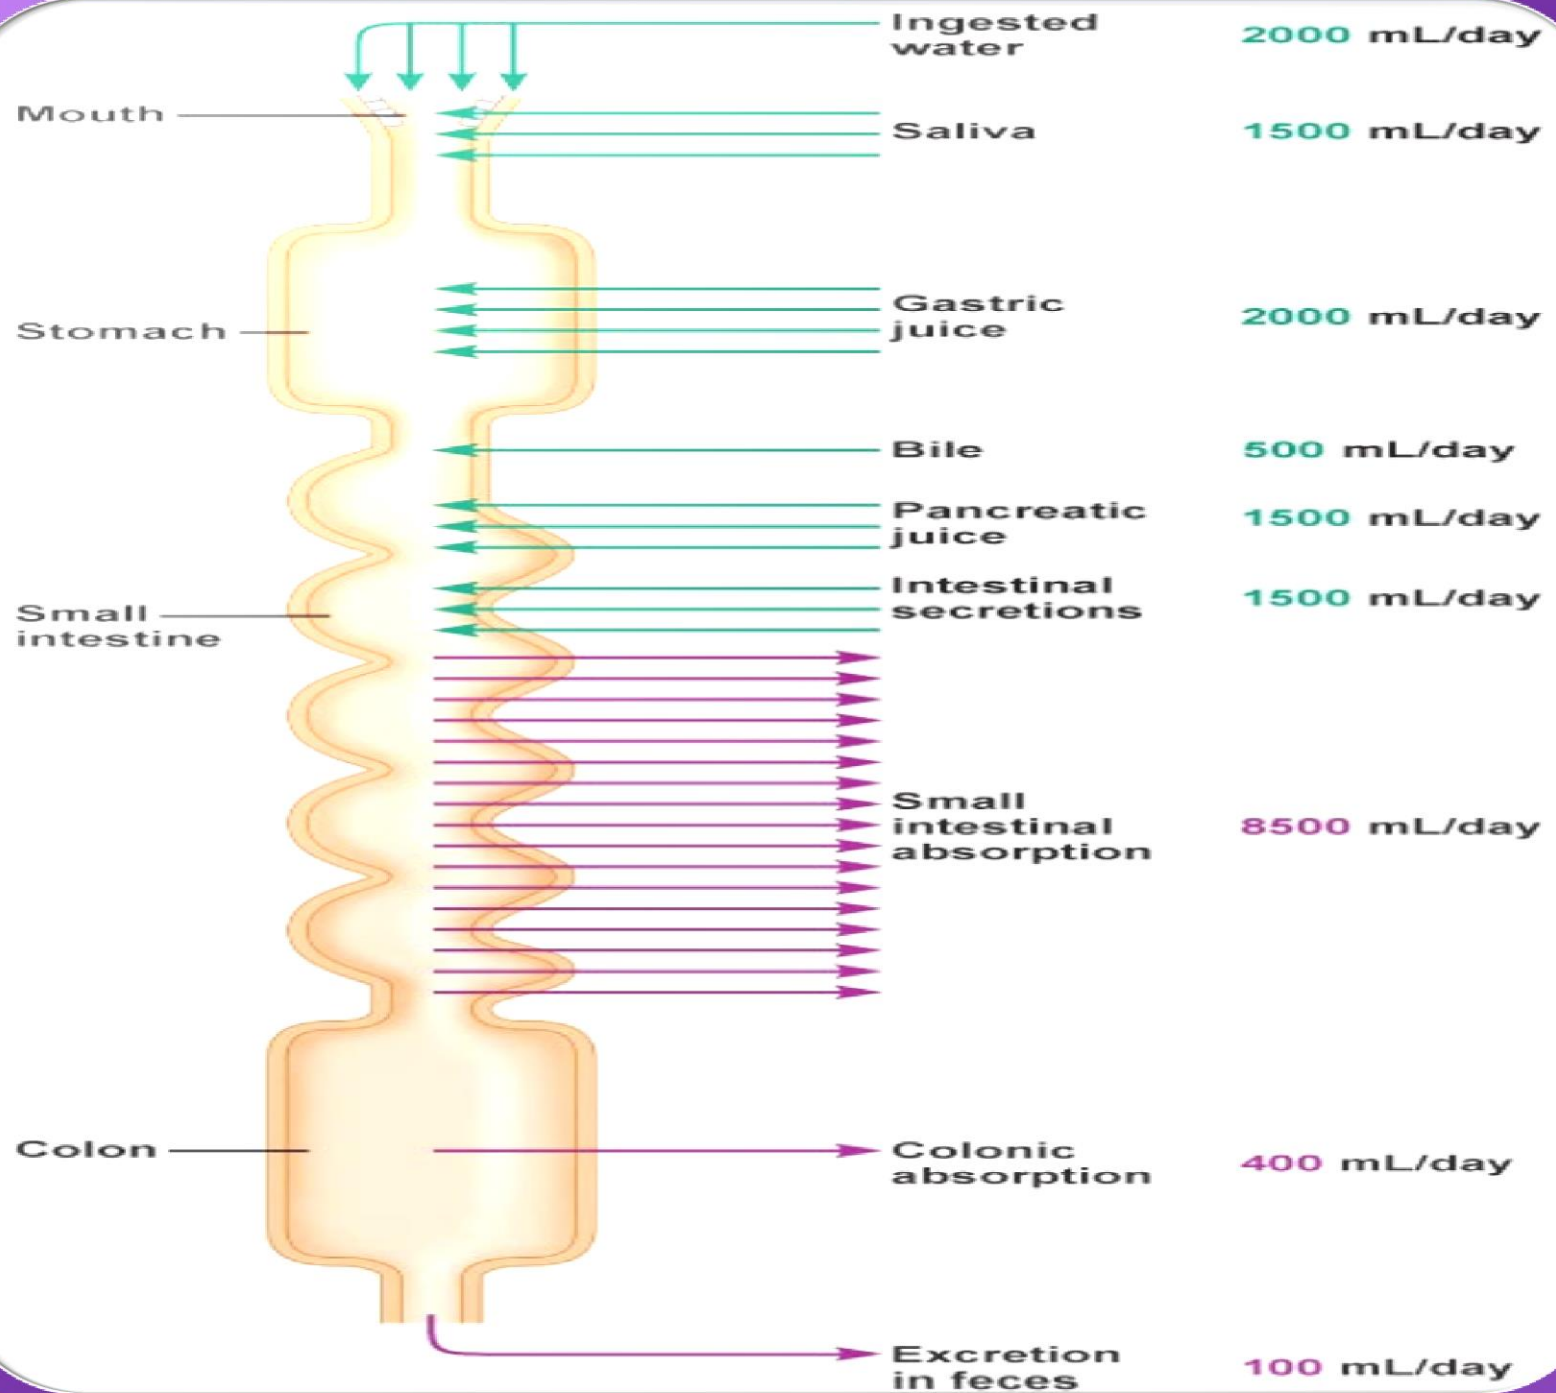 Ingested
water
2000 mL/day
Mouth
Saliva
1500 mL/day
Stomach
Gastric
juice
2000 mL/day
Bile
500 mL/day
Pancreatic
juice
1500 mL/day
Small
intestine
Intestinal
secretions
1500 mL/day
Small
intestinal
absorption
8500 mL/day
Colon
Colonic
absorption
400 mL/day
Excretion
in feces
100 mL/day